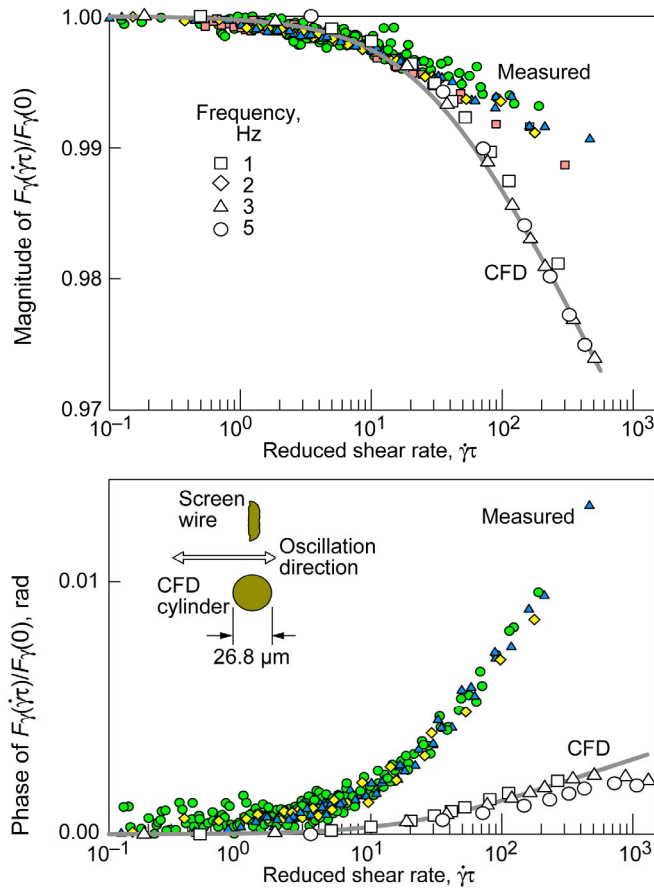 Magnitude of Fγ(γ̇τ)/Fγ(0)
1.00
0.99
0.98
0.97
Measured
Frequency,
Hz
1
2
3
5
CFD
10⁻¹
10⁰
10¹
10²
10³
Reduced shear rate, γ̇τ
Phase of Fγ(γ̇τ)/Fγ(0), rad
0.01
0.00
Screen
wire
Measured
Oscillation
direction
CFD
cylinder
26.8 µm
CFD
10⁻¹
10⁰
10¹
10²
10³
Reduced shear rate, γ̇τ